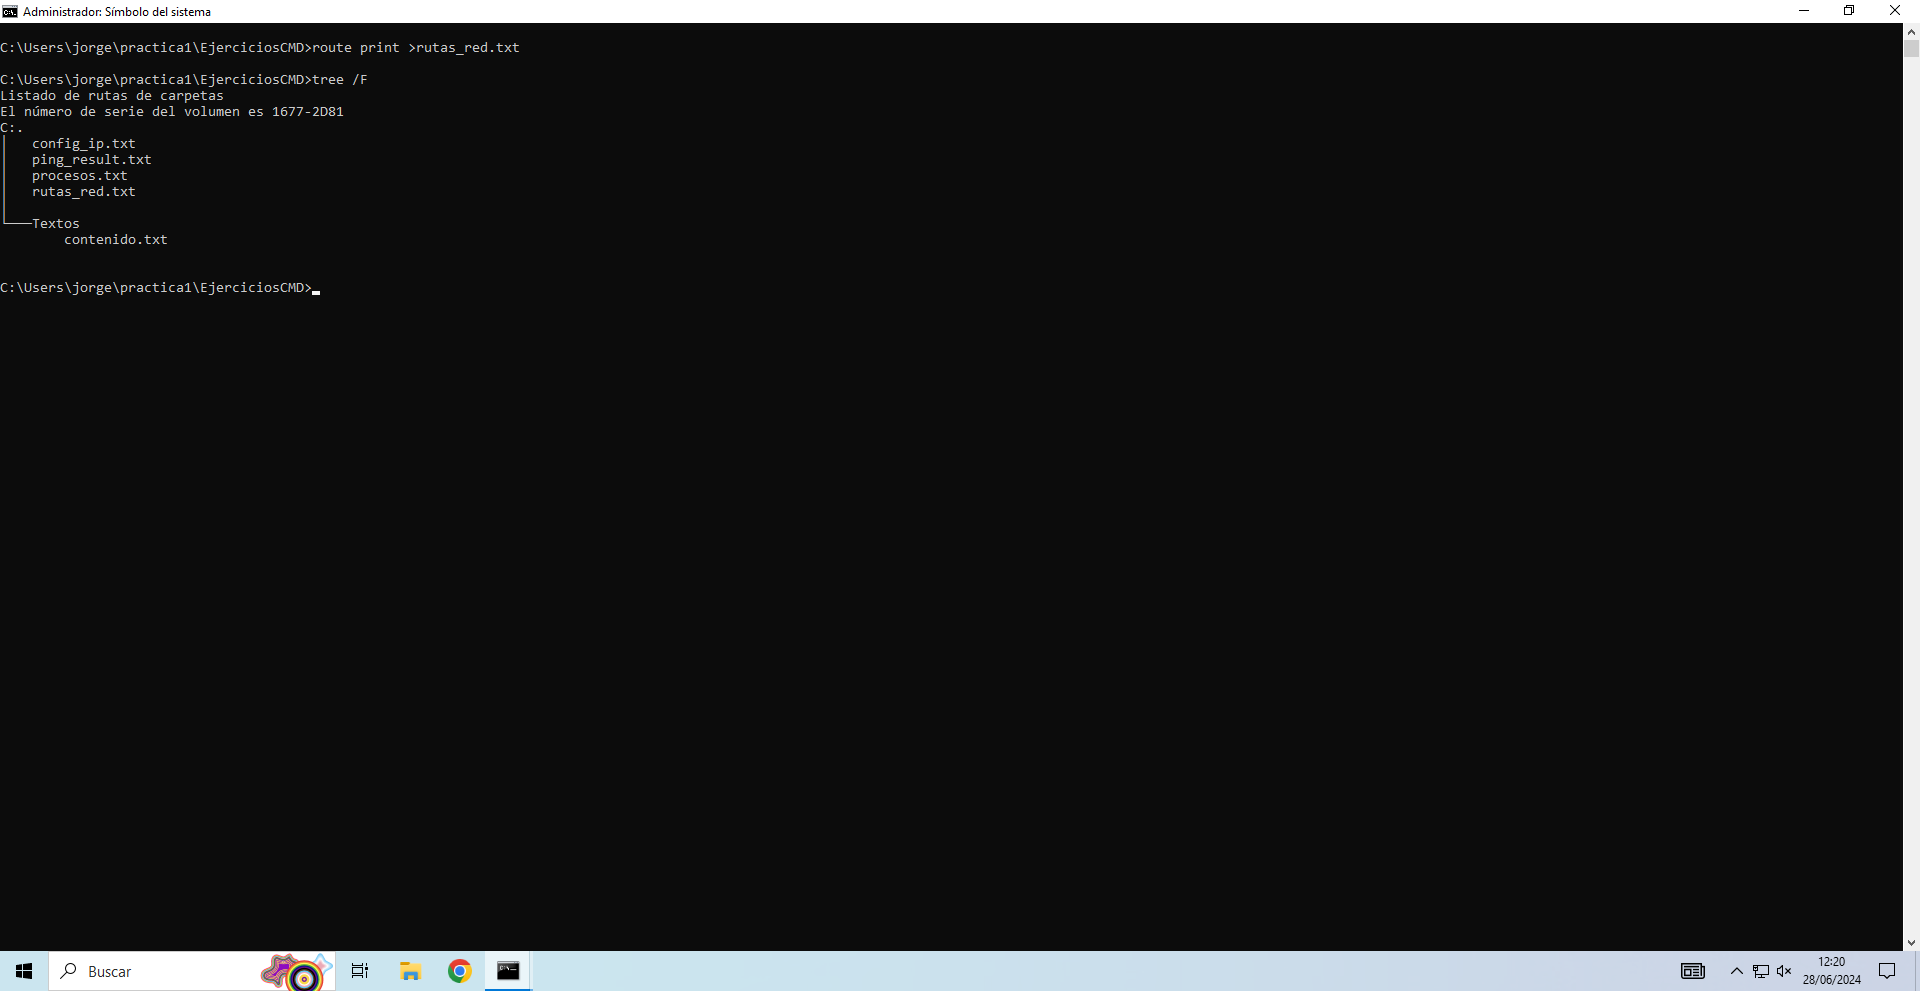 Administrador: Símbolo del sistema
C:\Users\jorge\practica1\EjerciciosCMD>route print >rutas_red.txt
C:\Users\jorge\practica1\EjerciciosCMD>tree /F
Listado de rutas de carpetas
El número de serie del volumen es 1677-2D81
C:.
config_ip.txt
ping_result.txt
procesos.txt
rutas_red.txt
Textos
contenido.txt
C:\Users\jorge\practica1\EjerciciosCMD>
Buscar
12:20
28/06/2024